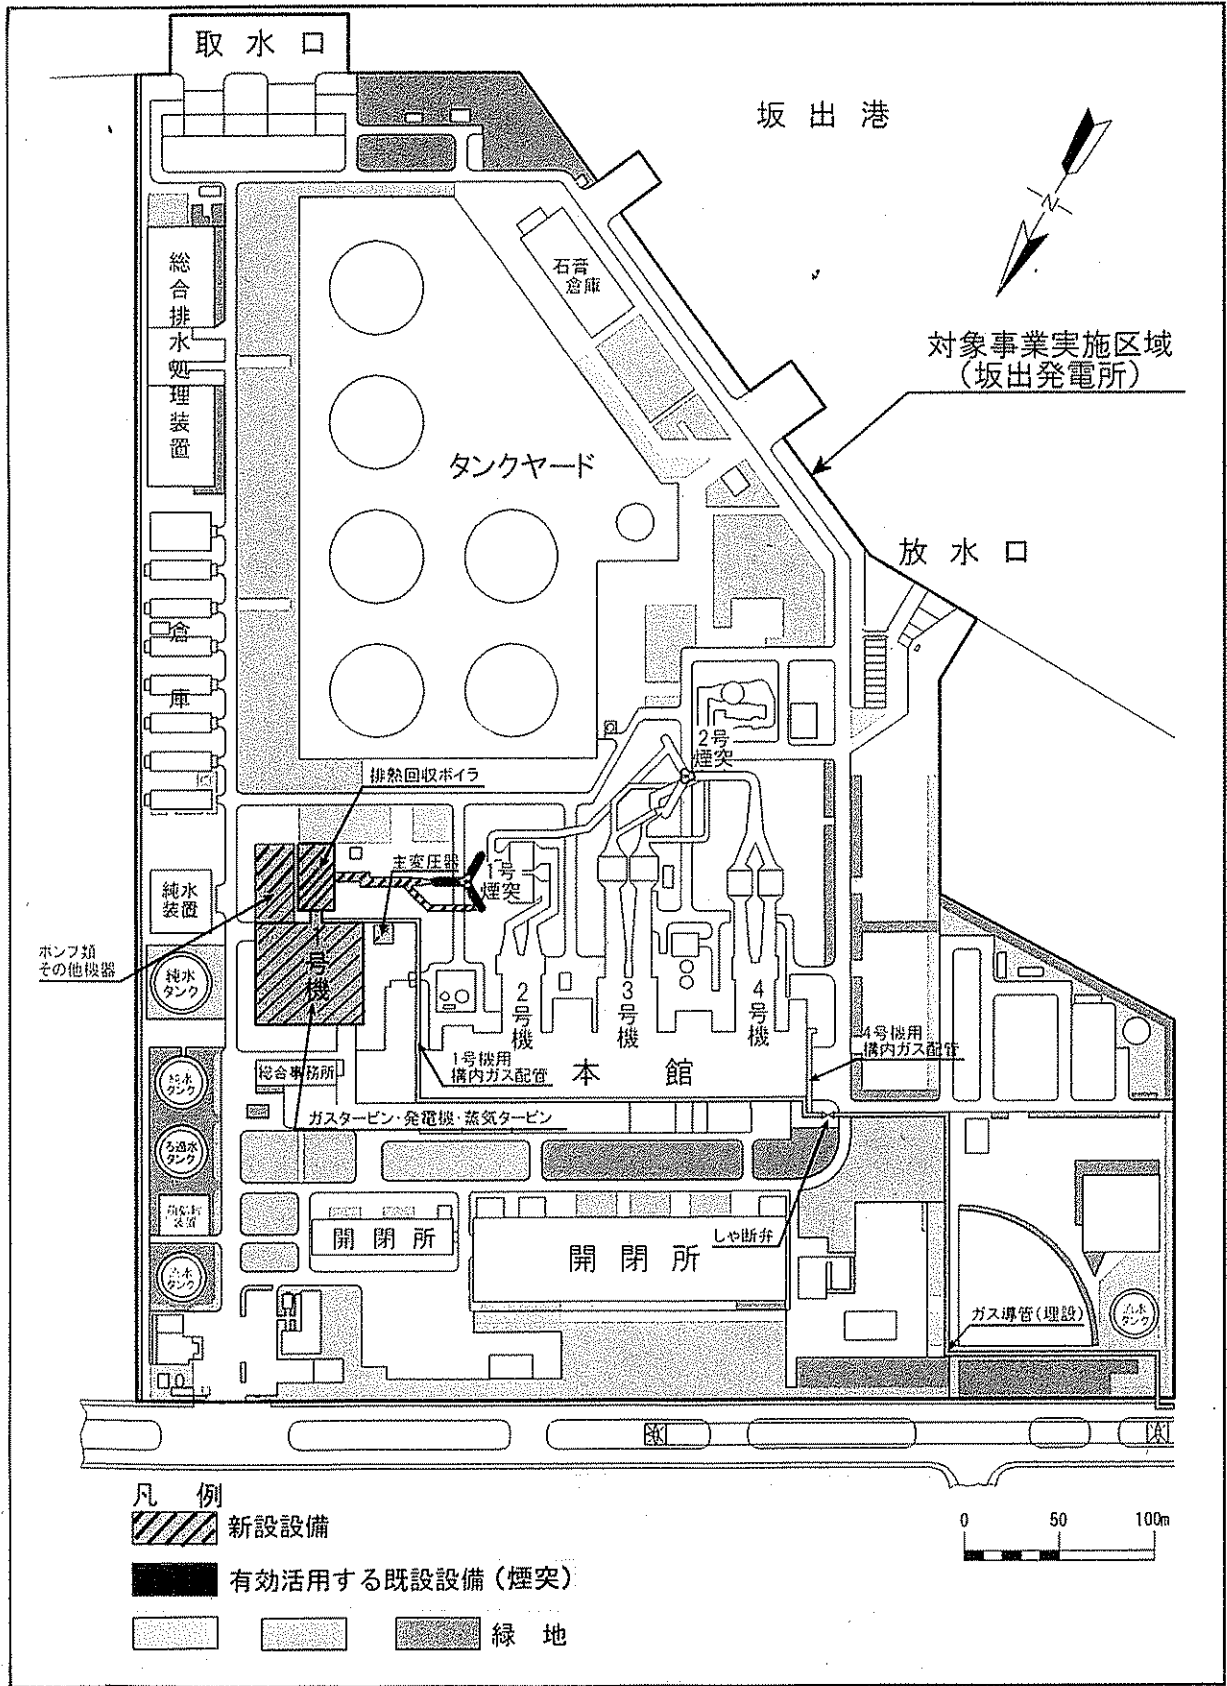 取水口
坂出港
N
対象事業実施区域
(坂出発電所)
石膏
倉庫
総合排水処理装置
タンクヤード
放水口
倉庫
2号
煙突
排熱回収ボイラ
主変圧器
1号
煙突
純水
装置
ポンプ類
その他機器
純水
タンク
号機
2号機
3号機
4号機
4号機用
構内ガス配管
1号機用
構内ガス配管
本館
総合事務所
純水
タンク
ガスタービン・発電機・蒸気タービン
ろ過水
タンク
装置
開閉所
開閉所
しゃ断弁
タンク
ガス導管(埋設)
タンク
凡例
新設設備
有効活用する既設設備(煙突)
緑地
0 50 100m